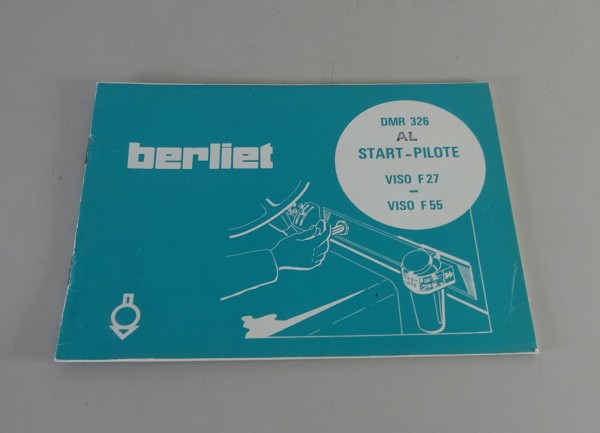 berliet
DMR 326
AL
START-PILOTE
VISO F27
-
VISO F55